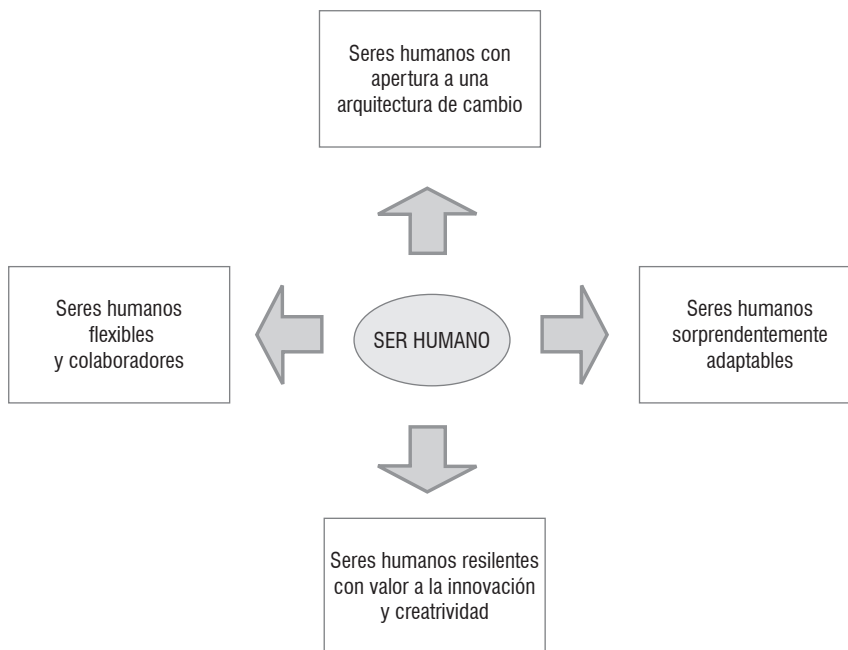 Seres humanos con
apertura a una
arquitectura de cambio
Seres humanos
flexibles
y colaboradores
SER HUMANO
Seres humanos
sorprendentemente
adaptables
Seres humanos resilentes
con valor a la innovación
y creatrividad